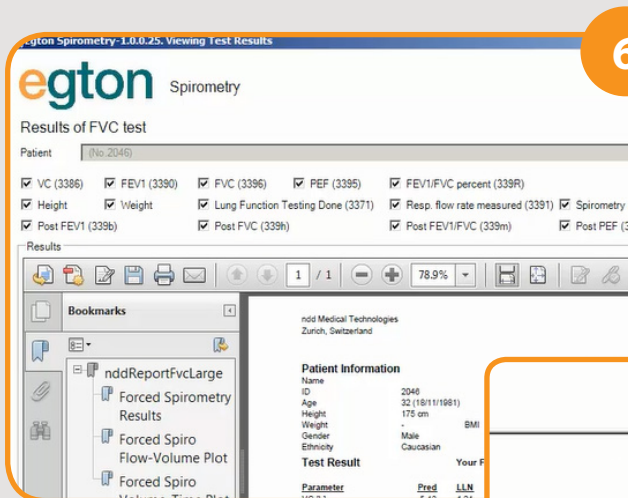 egton Spirometry-1.0.0.25. Viewing Test Results
6
egton Spirometry
Results of FVC test
Patient (No.2046)
VC (3386) FEV1 (3390) FVC (3396) PEF (3395) FEV1/FVC percent (339R)
Height Weight Lung Function Testing Done (3371) Resp. flow rate measured (3391) Spirometry
Post FEV1 (339b) Post FVC (339h) Post FEV1/FVC (339m) Post PEF (3
Results
1 / 1 78.9%
Bookmarks
nddReportFvcLarge
Forced Spirometry
Results
Forced Spiro
Flow-Volume Plot
Forced Spiro
Volume-Time Plot
ndd Medical Technologies
Zurich, Switzerland
Patient Information
Name
ID 2046
Age 32 (18/11/1981)
Height 175 cm
Weight - BMI
Gender Male
Ethnicity Caucasian
Test Result Your F
Parameter Pred LLN